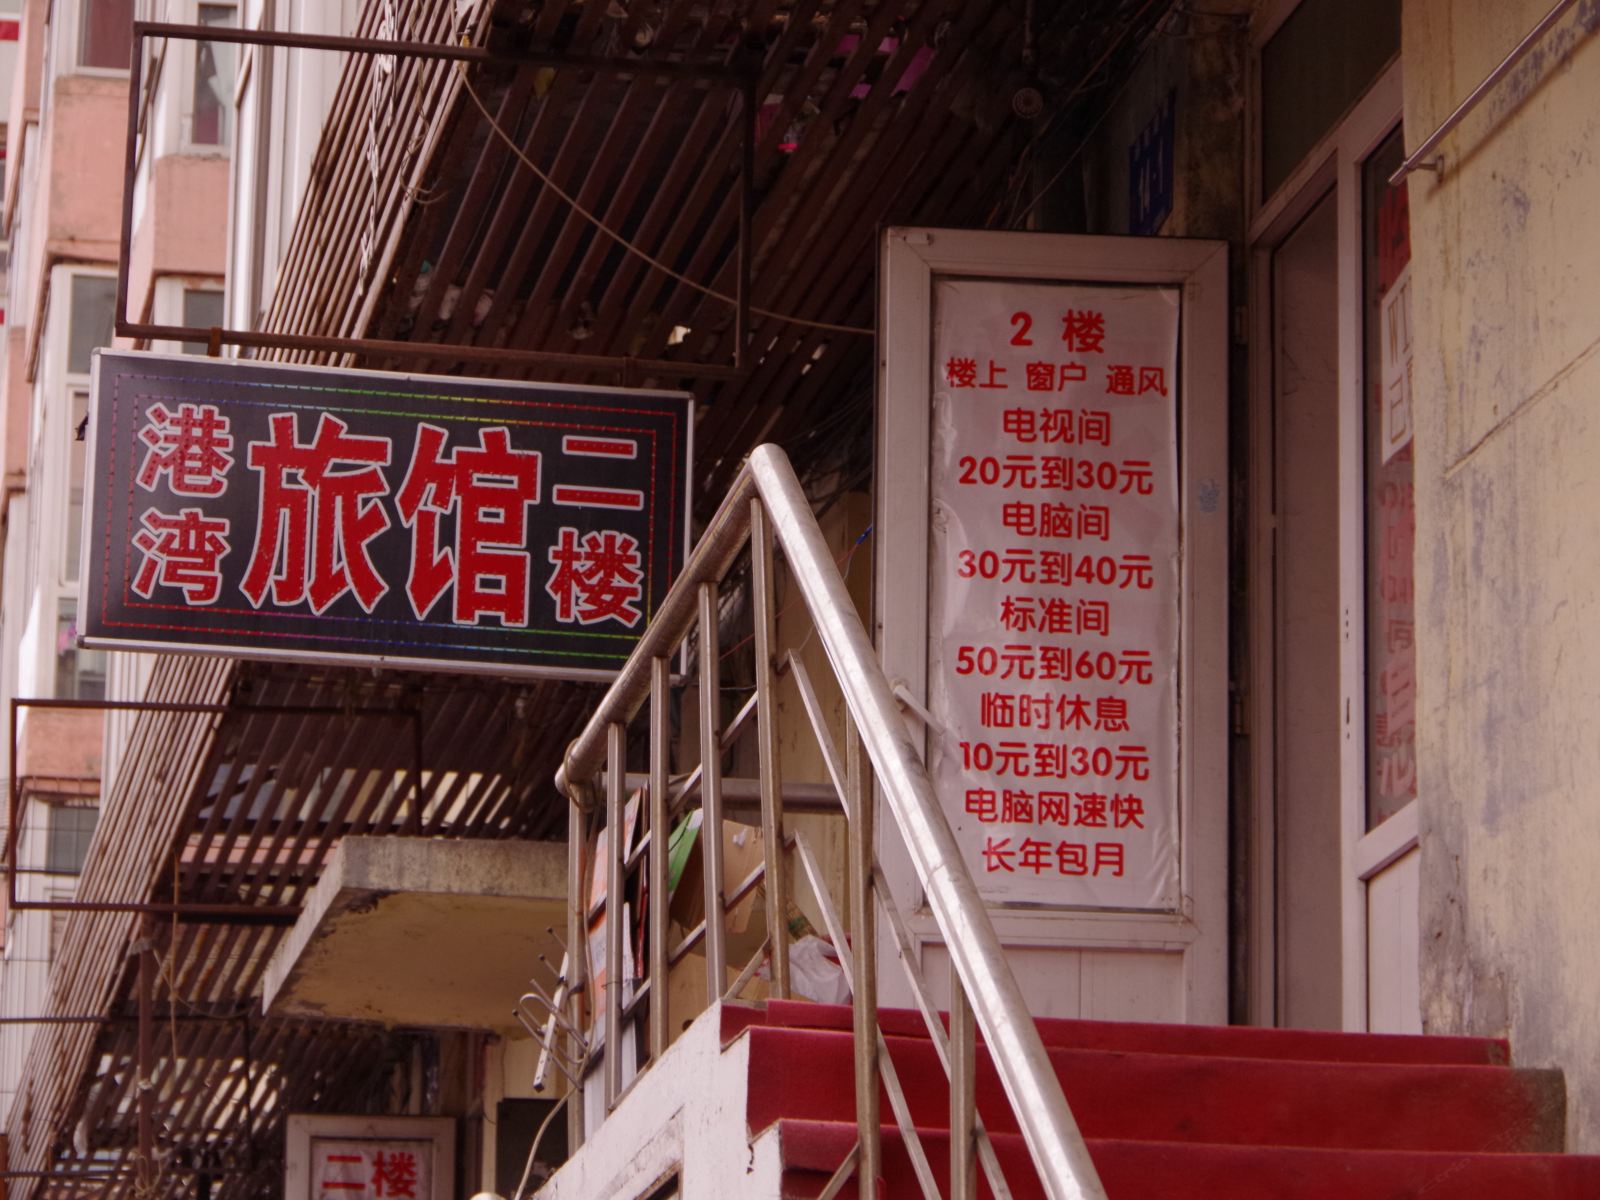 港湾
旅馆
二楼
2 楼
楼上 窗户 通风
电视间
20元到30元
电脑间
30元到40元
标准间
50元到60元
临时休息
10元到30元
电脑网速快
长年包月
14-1
二楼